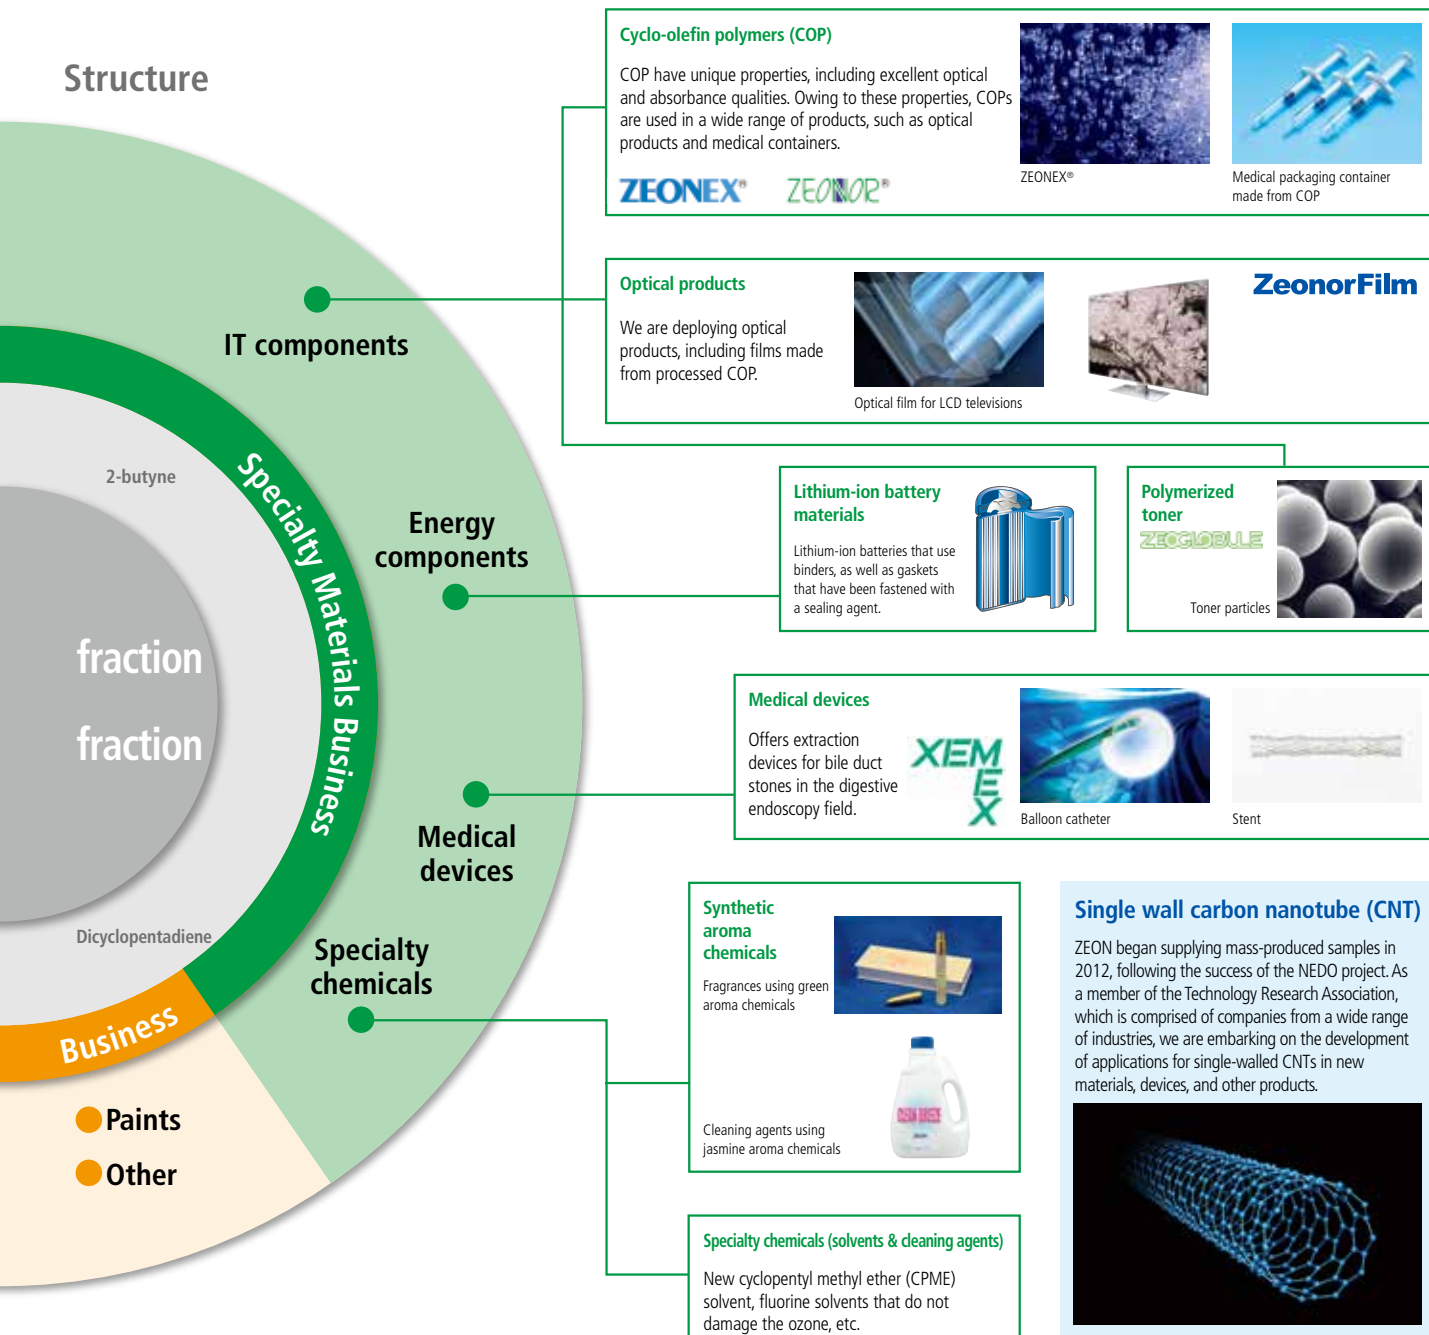 Structure
IT components
Energy
components
Medical
devices
Specialty
chemicals
Specialty Materials Business
2-butyne
fraction
fraction
Dicyclopentadiene
Business
Paints
Other
Cyclo-olefin polymers (COP)
COP have unique properties, including excellent optical
and absorbance qualities. Owing to these properties, COPs
are used in a wide range of products, such as optical
products and medical containers.
ZEONEX®
ZEONOR®
ZEONEX®
Medical packaging container
made from COP
Optical products
We are deploying optical
products, including films made
from processed COP.
Optical film for LCD televisions
ZeonorFilm
Lithium-ion battery
materials
Lithium-ion batteries that use
binders, as well as gaskets
that have been fastened with
a sealing agent.
Polymerized
toner
ZEOGLOBULE
Toner particles
Medical devices
Offers extraction
devices for bile duct
stones in the digestive
endoscopy field.
XEMEX
Balloon catheter
Stent
Synthetic
aroma
chemicals
Fragrances using green
aroma chemicals
Cleaning agents using
jasmine aroma chemicals
Specialty chemicals (solvents & cleaning agents)
New cyclopentyl methyl ether (CPME)
solvent, fluorine solvents that do not
damage the ozone, etc.
Single wall carbon nanotube (CNT)
ZEON began supplying mass-produced samples in
2012, following the success of the NEDO project. As
a member of the Technology Research Association,
which is comprised of companies from a wide range
of industries, we are embarking on the development
of applications for single-walled CNTs in new
materials, devices, and other products.